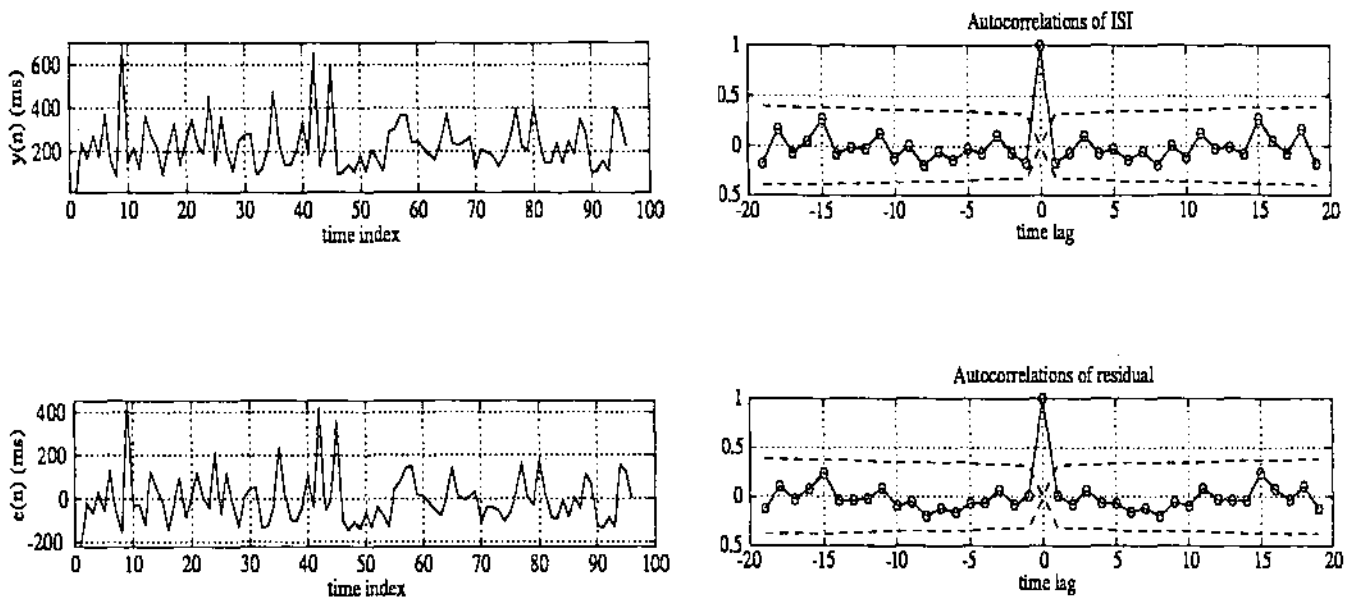 y(n) (ms)
600
400
200
0 10 20 30 40 50 60 70 80 90 100
time index
Autocorrelations of ISI
1
0.5
0
0.5
-20 -15 -10 -5 0 5 10 15 20
time lag
e(n) (ms)
400
200
0
-200
0 10 20 30 40 50 60 70 80 90 100
time index
Autocorrelations of residual
1
0.5
0
0.5
-20 -15 -10 -5 0 5 10 15 20
time lag